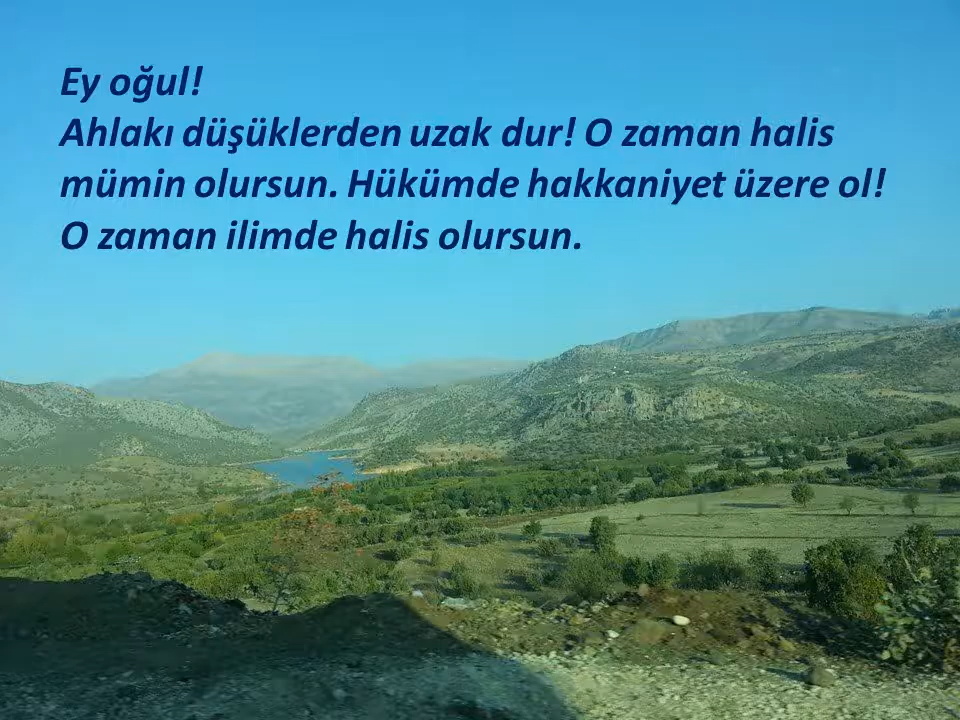 Ey oğul!
Ahlakı düşüklerden uzak dur! O zaman halis
mümin olursun. Hükümde hakkaniyet üzere ol!
O zaman ilimde halis olursun.